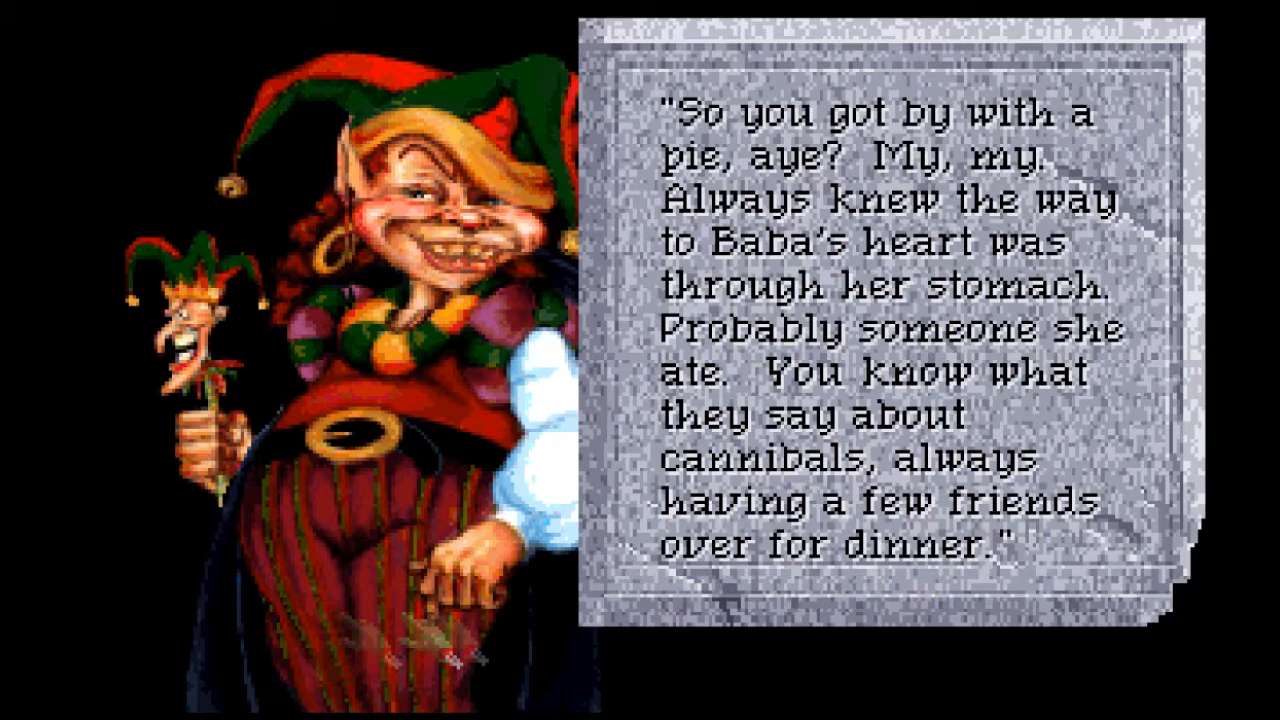 "So you got by with a
pie, aye?  My, my.
Always knew the way
to Baba's heart was
through her stomach.
Probably someone she
ate.  You know what
they say about
cannibals, always
having a few friends
over for dinner."